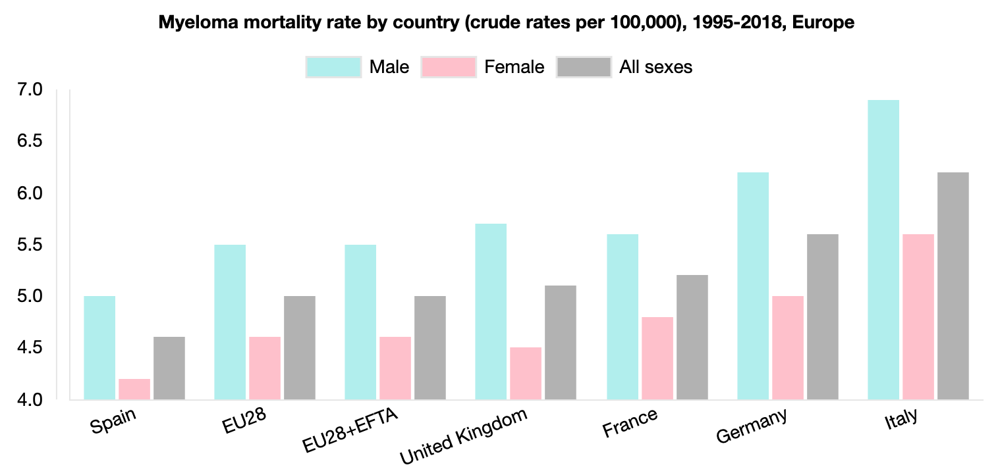 Myeloma mortality rate by country (crude rates per 100,000), 1995-2018, Europe
Male Female All sexes
7.0
6.5
6.0
5.5
5.0
4.5
4.0
Spain EU28 EU28+EFTA United Kingdom France Germany Italy